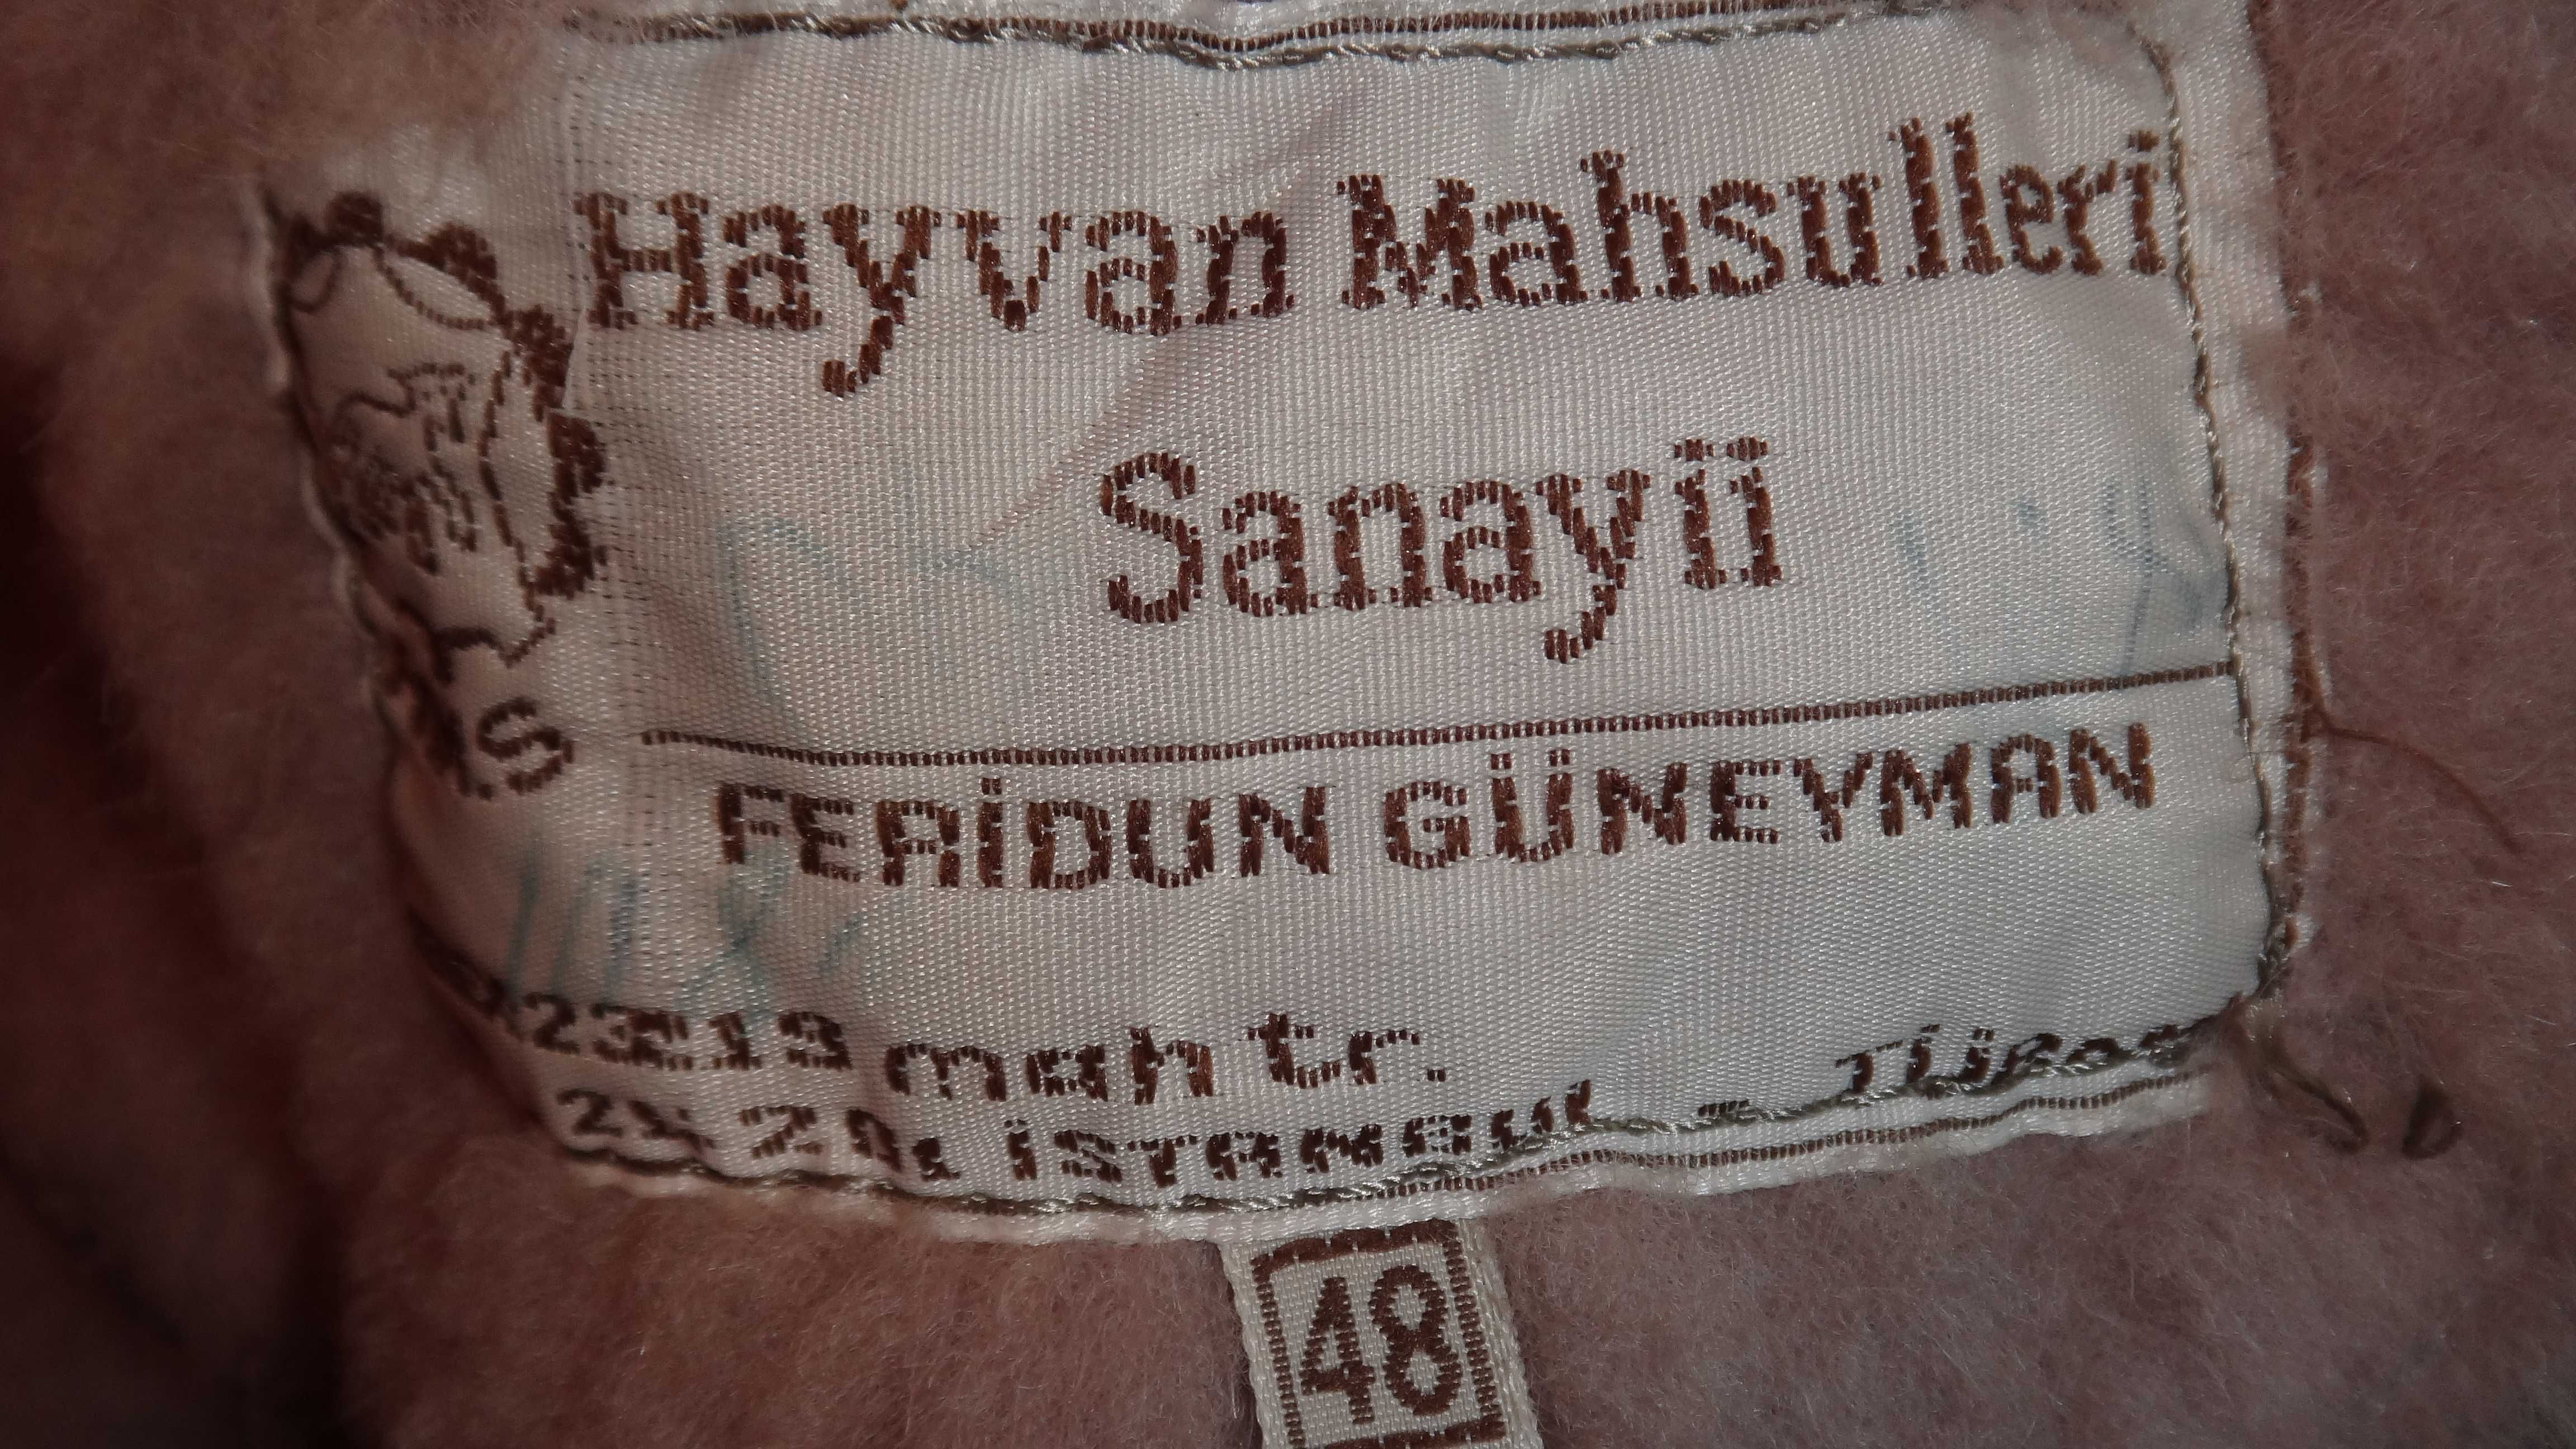 Hayvan Mahsulleri
Sanayii
FERİDUN GÜNEYMAN
mah tr.
İSTANBUL
48